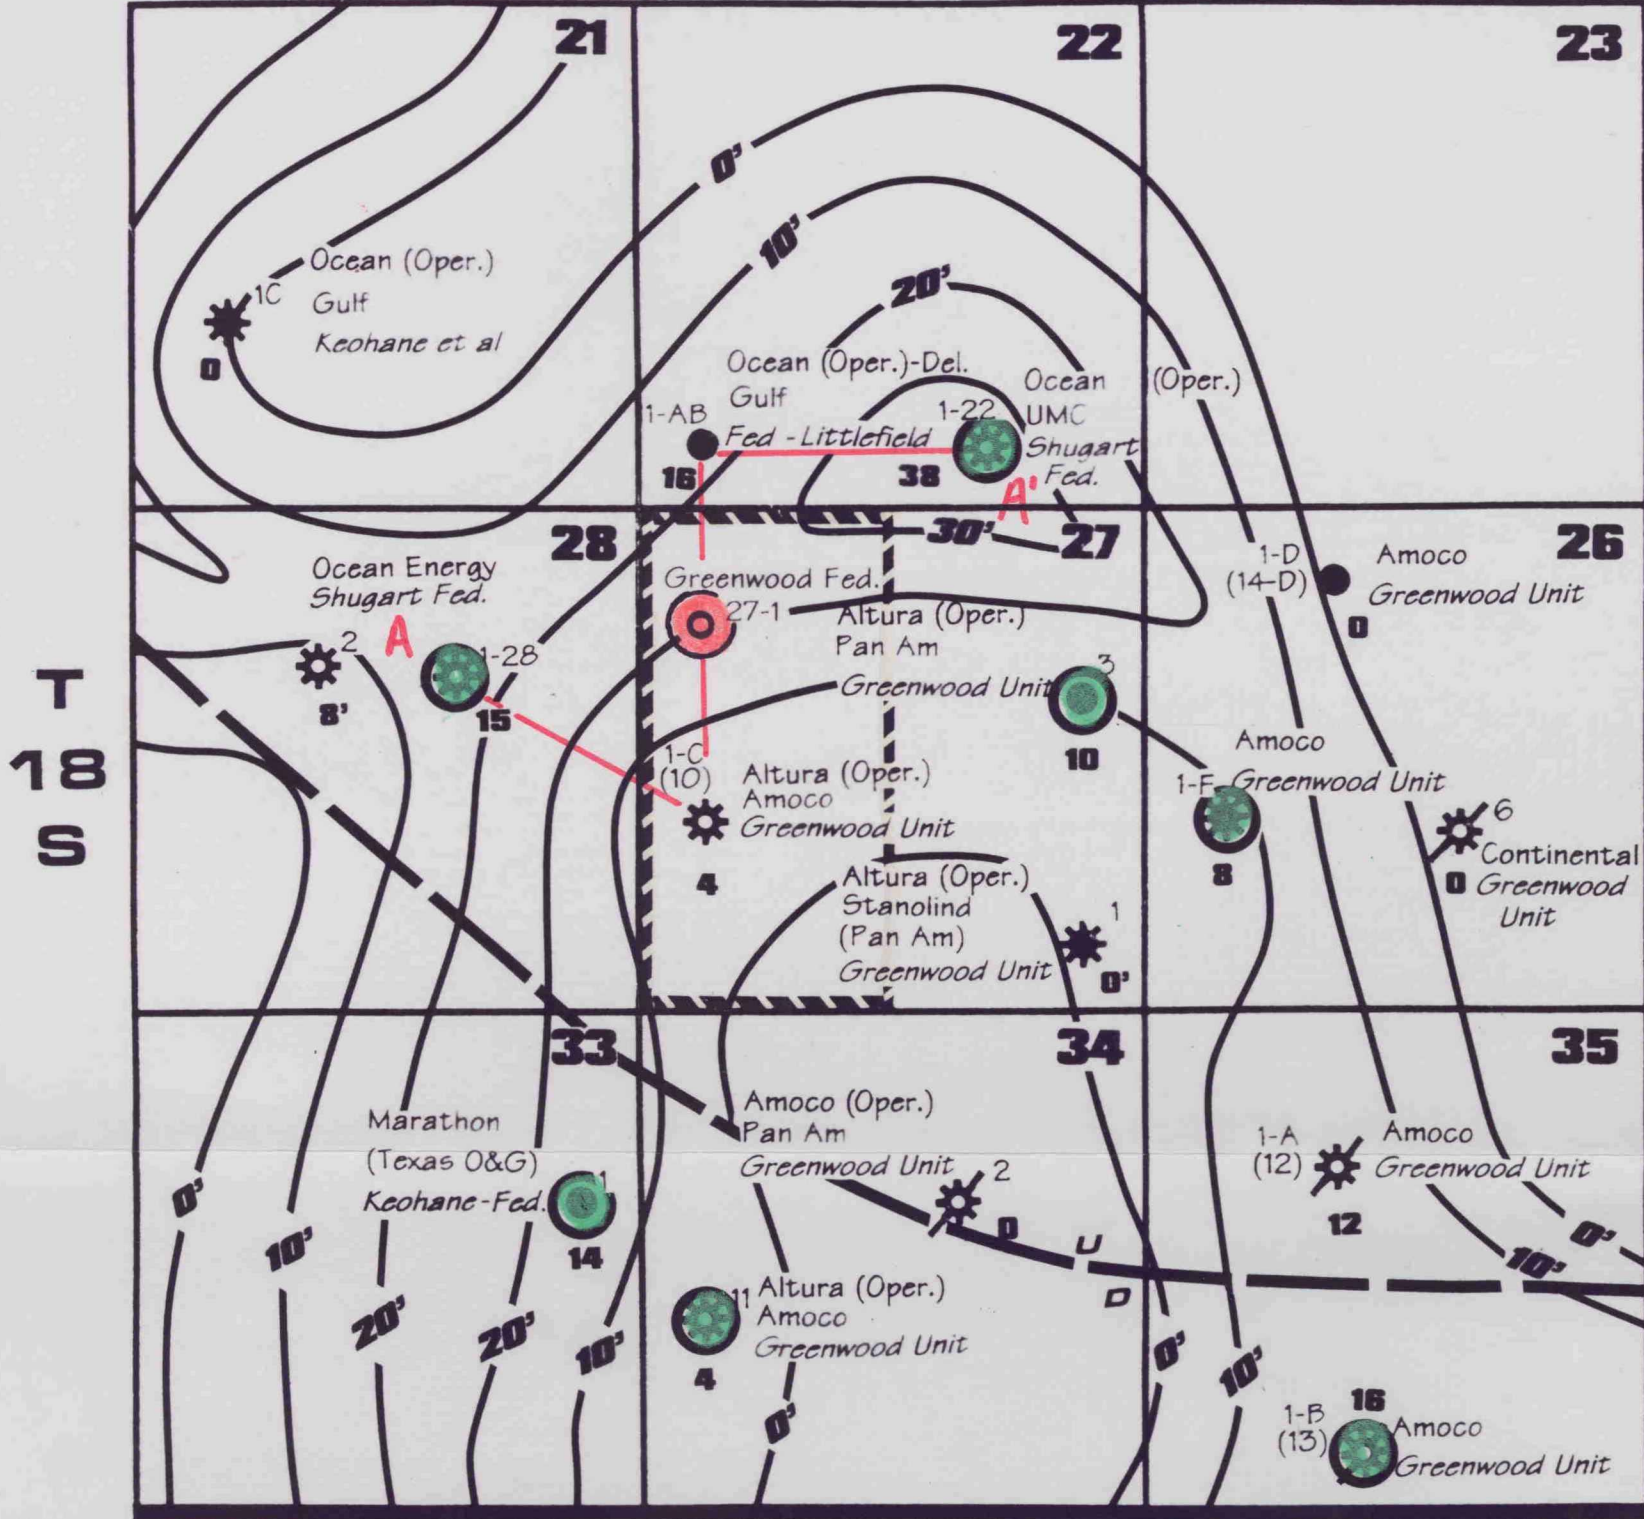 21
22
23
0'
10'
20'
Ocean (Oper.)
1C
Gulf
Keohane et al
0
Ocean (Oper.)-Del.
Gulf
1-AB
Fed - Littlefield
16
1-22
38
Ocean (Oper.)
UMC
Shugart
Fed.
A'
28
30'
27
26
Ocean Energy
Shugart Fed.
A
2
8'
1-28
15
Greenwood Fed.
27-1
Altura (Oper.)
Pan Am
Greenwood Unit
3
10
1-D
(14-D)
Amoco
Greenwood Unit
0
T
18
S
1-C
(10)
Altura (Oper.)
Amoco
Greenwood Unit
4
Amoco
1-F Greenwood Unit
8
6
Continental
0 Greenwood
Unit
Altura (Oper.)
Stanolind
(Pan Am)
Greenwood Unit
1
0'
33
34
35
Marathon
(Texas O&G)
Keohane-Fed.
1
14
Amoco (Oper.)
Pan Am
Greenwood Unit
2
0
1-A
(12)
Amoco
Greenwood Unit
12
U
D
0'
10'
20'
20'
10'
11
Altura (Oper.)
Amoco
Greenwood Unit
4
0'
0'
10'
0'
10'
16
1-B
(13)
Amoco
Greenwood Unit